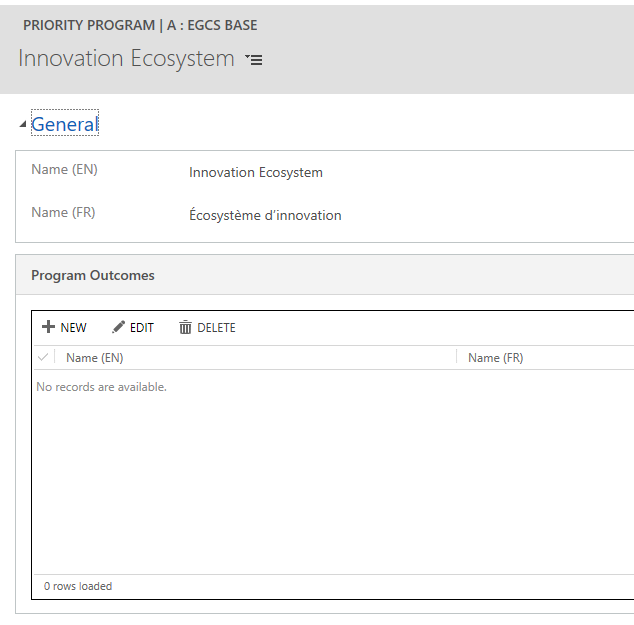 PRIORITY PROGRAM | A : EGCS BASE
Innovation Ecosystem
General
Name (EN) Innovation Ecosystem
Name (FR) Écosystème d’innovation
Program Outcomes
NEW EDIT DELETE
Name (EN) Name (FR)
No records are available.
0 rows loaded